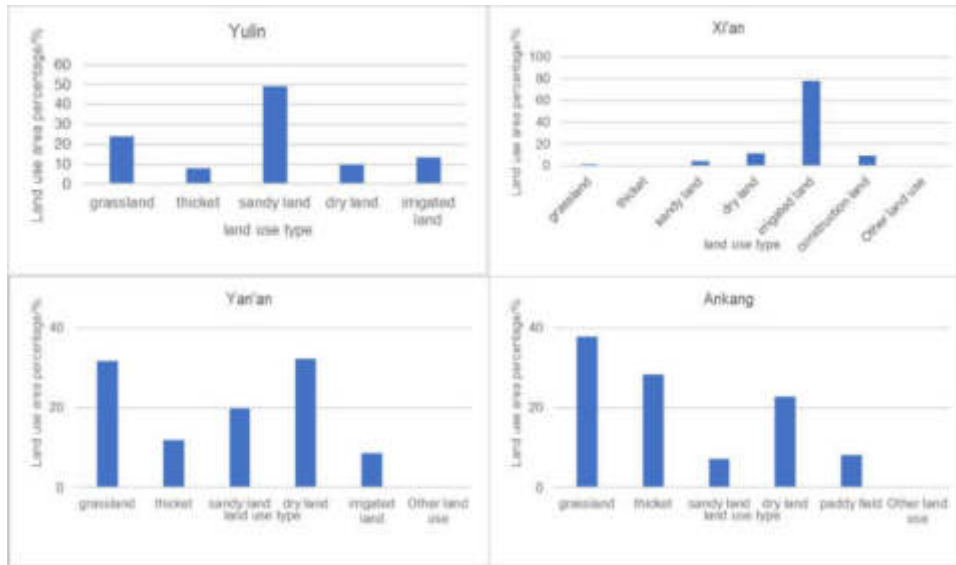 Yulin
Land use area percentage/%
60
50
40
30
20
10
0
grassland thicket sandy land dry land irrigated land
land use type
Xi'an
Land use area percentage/%
100
80
60
40
20
0
grassland thicket sandy land dry land irrigated land construction land Other land use
land use type
Yan'an
Land use area percentage/%
40
20
0
grassland thicket sandy land dry land irrigated land Other land use
land use type
Ankang
Land use area percentage/%
40
20
0
grassland thicket sandy land dry land paddy field Other land use
land use type